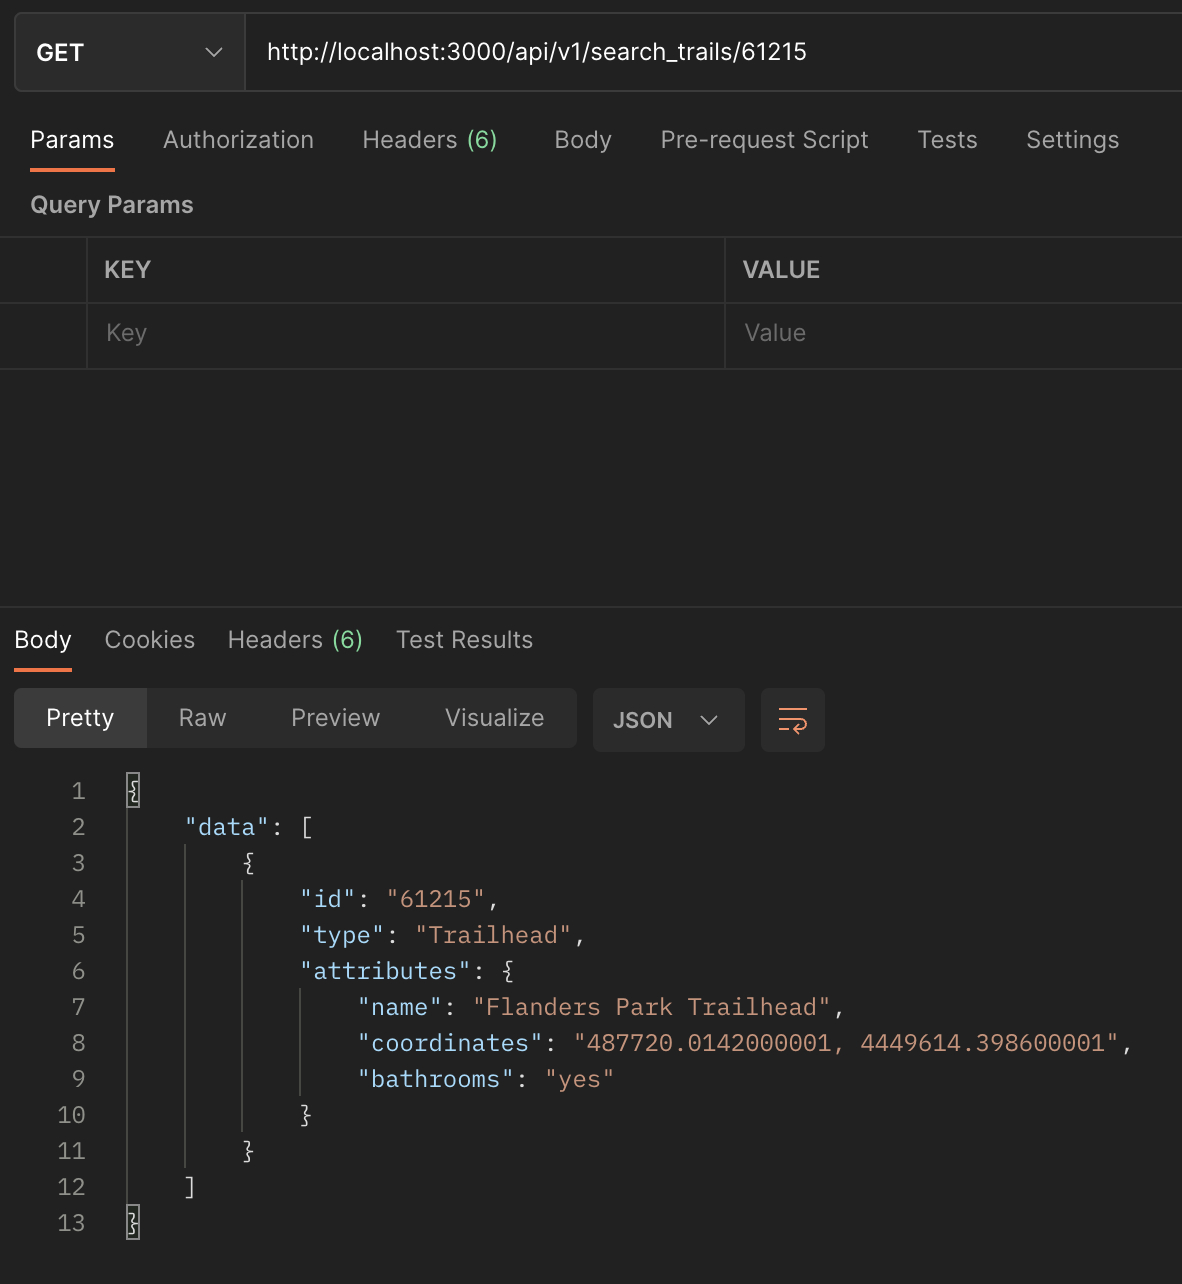 GET http://localhost:3000/api/v1/search_trails/61215
Params Authorization Headers (6) Body Pre-request Script Tests Settings
Query Params
KEY VALUE
Key Value
Body Cookies Headers (6) Test Results
Pretty Raw Preview Visualize JSON
1 {
2 "data": [
3 {
4 "id": "61215",
5 "type": "Trailhead",
6 "attributes": {
7 "name": "Flanders Park Trailhead",
8 "coordinates": "487720.0142000001, 4449614.398600001",
9 "bathrooms": "yes"
10 }
11 }
12 ]
13 }